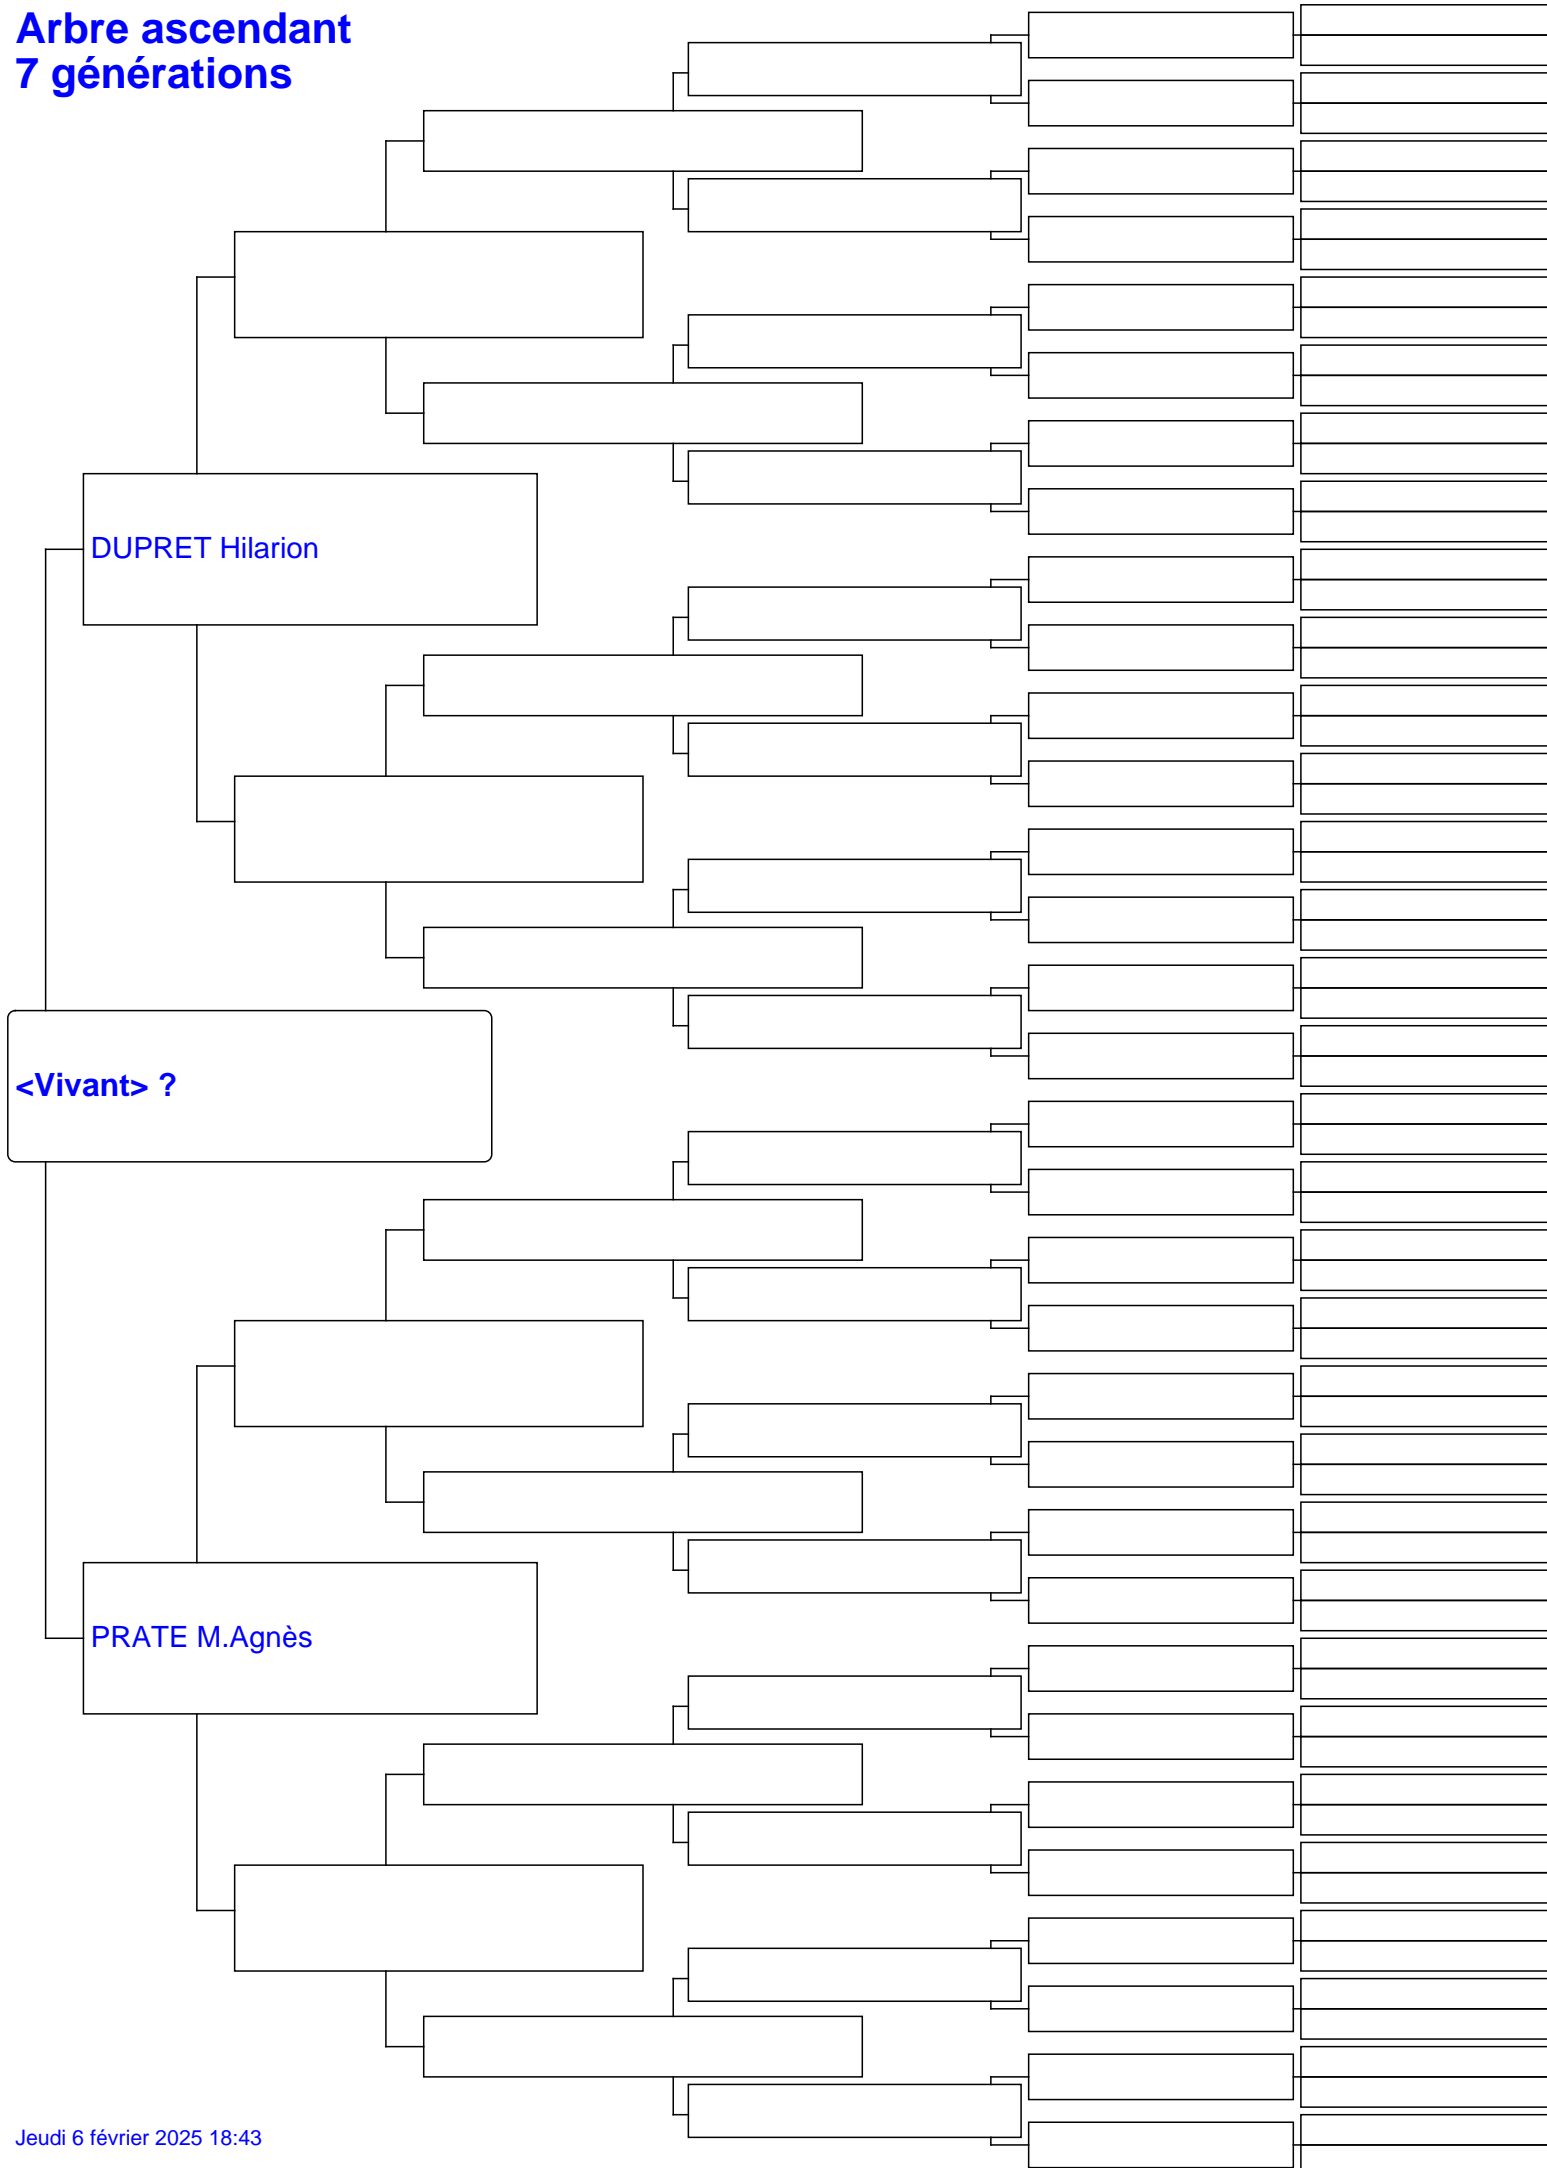 Arbre ascendant
7 générations
DUPRET Hilarion
<Vivant> ?
PRATE M.Agnès
Jeudi 6 février 2025 18:43